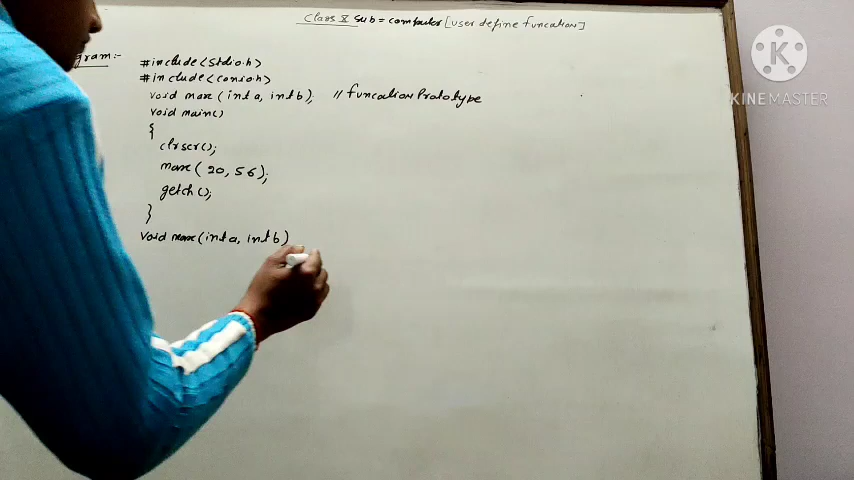 Class X Sub = computer [user define funcation]
gram:-
#include<stdio.h>
#include<conio.h>
void max (int a, int b); // funcation Prototype
void main()
{
clrscr();
max ( 20, 56);
getch ();
}
void max (int a, int b)
KINEMASTER